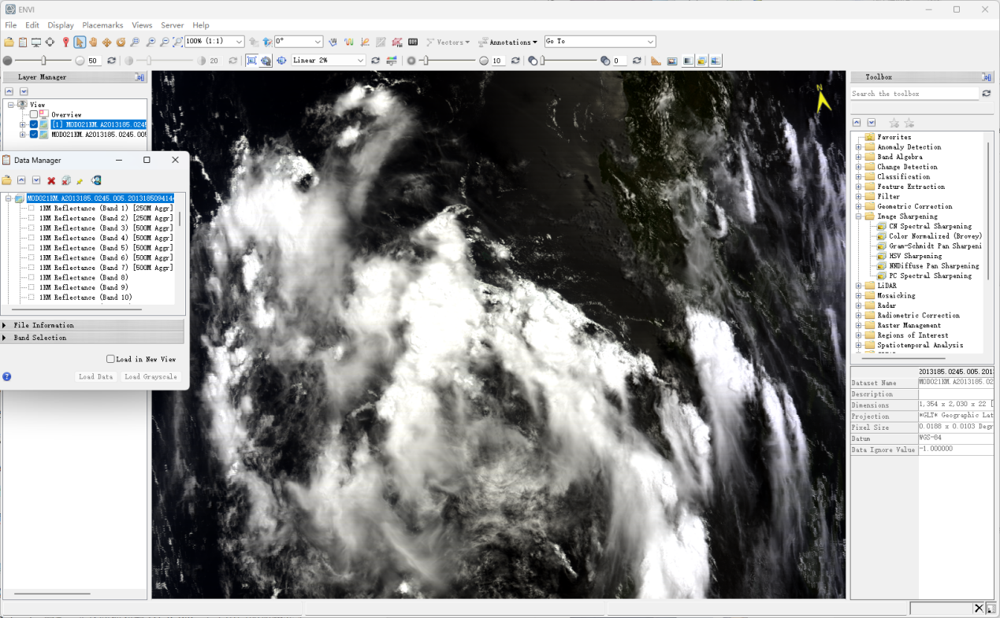 ENVI
File Edit Display Placemarks Views Server Help
100% (1:1) 0° Vectors Annotations Go To
50 20 Linear 2% 10 0
Layer Manager
View
Overview
[1] MOD021KM.A2013185.0245
MOD021KM.A2013185.0245.005
Data Manager
MOD021KM.A2013185.0245.005.2013185094144
1KM Reflectance (Band 1) [250M Aggr]
1KM Reflectance (Band 2) [250M Aggr]
1KM Reflectance (Band 3) [500M Aggr]
1KM Reflectance (Band 4) [500M Aggr]
1KM Reflectance (Band 5) [500M Aggr]
1KM Reflectance (Band 6) [500M Aggr]
1KM Reflectance (Band 7) [500M Aggr]
1KM Reflectance (Band 8)
1KM Reflectance (Band 9)
1KM Reflectance (Band 10)
File Information
Band Selection
Load in New View
Load Data Load Grayscale
N
Toolbox
Search the toolbox
Favorites
Anomaly Detection
Band Algebra
Change Detection
Classification
Feature Extraction
Filter
Geometric Correction
Image Sharpening
CN Spectral Sharpening
Color Normalized (Brovey)
Gram-Schmidt Pan Sharpeni
HSV Sharpening
NNDiffuse Pan Sharpening
PC Spectral Sharpening
LiDAR
Mosaicking
Radar
Radiometric Correction
Raster Management
Regions of Interest
Spatiotemporal Analysis
2013185.0245.005.201
Dataset Name MOD021KM.A2013185.02
Description
Dimensions 1,354 x 2,030 x 22 [
Projection *GLT* Geographic Lat
Pixel Size 0.0188 x 0.0103 Degr
Datum WGS-84
Data Ignore Value -1.000000